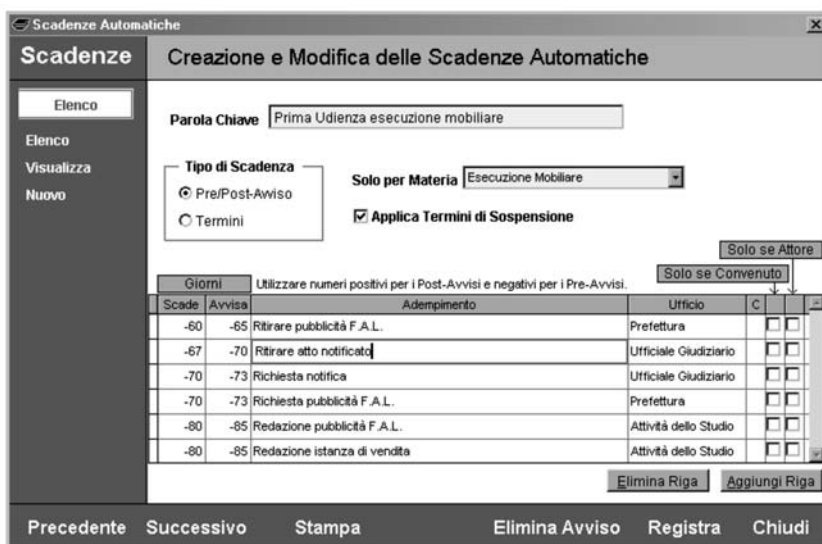 Scadenze Automatiche
Scadenze
Creazione e Modifica delle Scadenze Automatiche
Elenco
Elenco
Visualizza
Nuovo
Parola Chiave Prima Udienza esecuzione mobiliare
Tipo di Scadenza
Pre/Post-Avviso
Termini
Solo per Materia Esecuzione Mobiliare
Applica Termini di Sospensione
Solo se Attore
Solo se Convenuto
Giorni Utilizzare numeri positivi per i Post-Avvisi e negativi per i Pre-Avvisi.
Scade Avvisa Adempimento Ufficio C
-60 -65 Ritirare pubblicità F.A.L. Prefettura
-67 -70 Ritirare atto notificato Ufficiale Giudiziario
-70 -73 Richiesta notifica Ufficiale Giudiziario
-70 -73 Richiesta pubblicità F.A.L. Prefettura
-80 -85 Redazione pubblicità F.A.L. Attività dello Studio
-80 -85 Redazione istanza di vendita Attività dello Studio
Elimina Riga Aggiungi Riga
Precedente Successivo Stampa Elimina Avviso Registra Chiudi